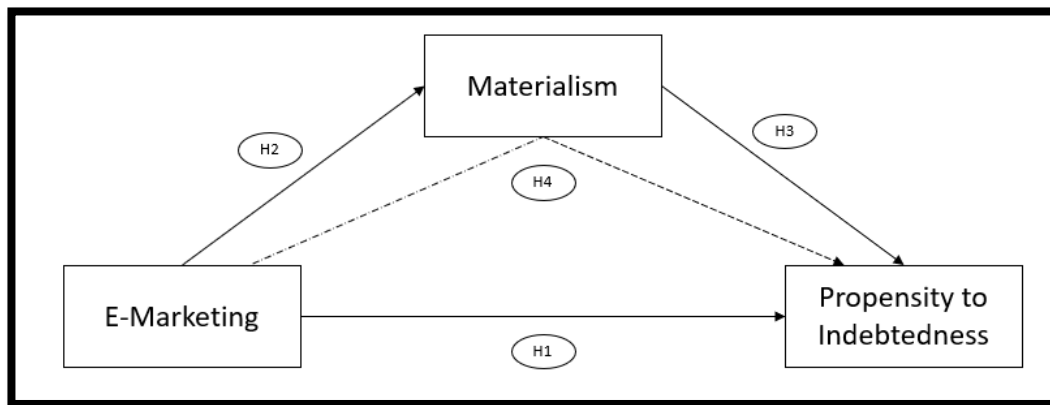 Materialism
H2
H3
H4
E-Marketing
Propensity to
Indebtedness
H1